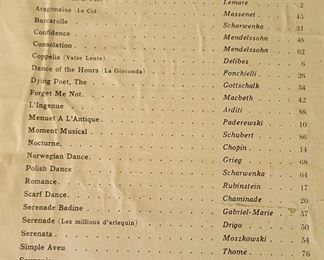 Lemare 2
Aragonaise (Le Cid) Massenet 45
Barcarolle Scharwenka 31
Confidence Mendelssohn 48
Consolation Mendelssohn 62
Coppelia (Valse Lente) Delibes 6
Dance of the Hours (La Gioconda) Ponchielli 26
Dying Poet, The Gottschalk 34
Forget Me Not Macbeth 42
L'Ingenue Arditi 88
Menuet A L'Antique Paderewski 10
Moment Musical Schubert 86
Nocturne Chopin 14
Norwegian Dance Grieg 68
Polish Dance Scharwenka 64
Romance Rubinstein 17
Scarf Dance Chaminade 20
Serenade Badine Gabriel-Marie 57
Serenade (Les millions d'arlequin) Drigo 50
Serenata Moszkowski 54
Simple Aveu Thomé 76